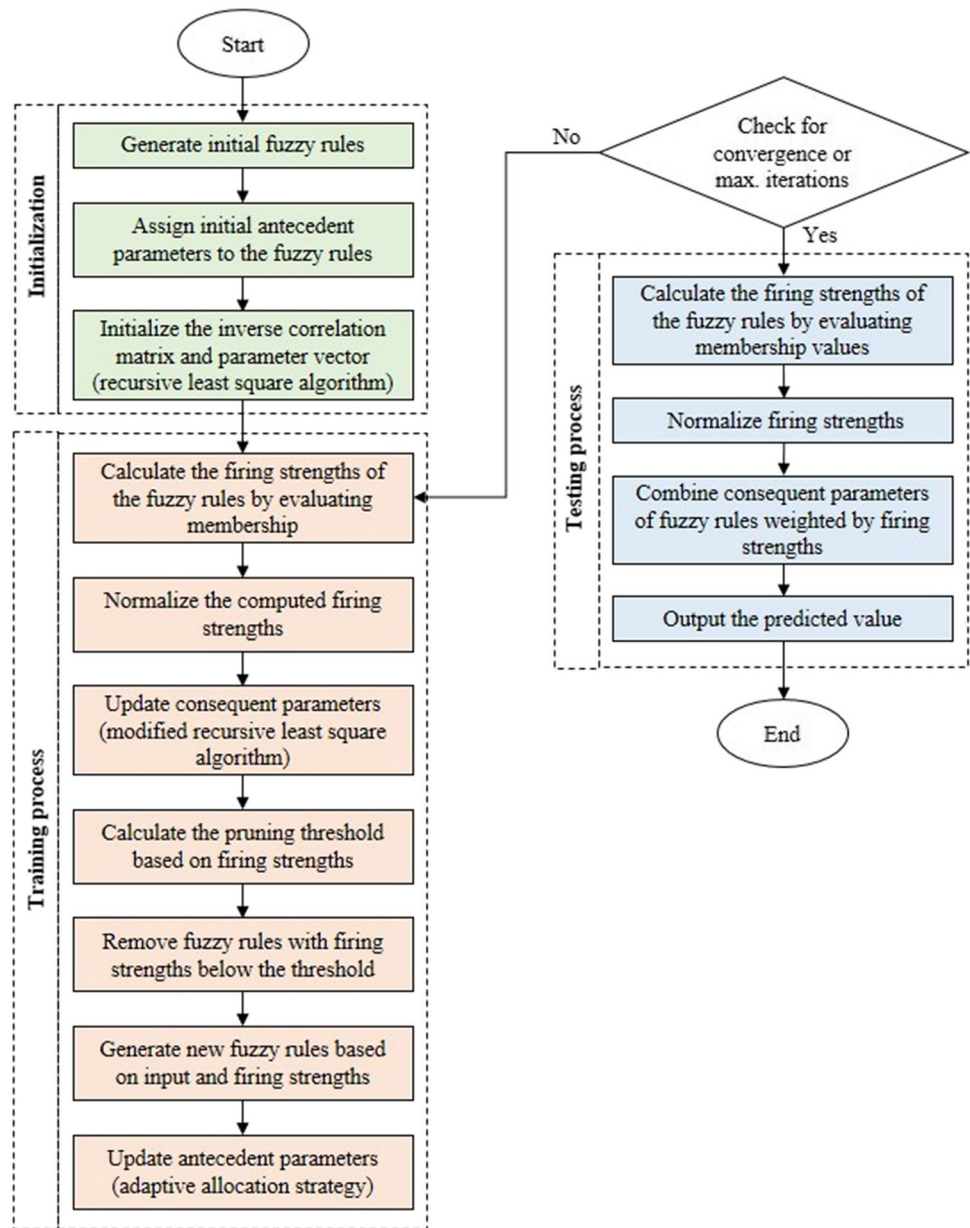 Start
Initialization
Generate initial fuzzy rules
Assign initial antecedent
parameters to the fuzzy rules
Initialize the inverse correlation
matrix and parameter vector
(recursive least square algorithm)
Training process
Calculate the firing strengths of
the fuzzy rules by evaluating
membership
Normalize the computed firing
strengths
Update consequent parameters
(modified recursive least square
algorithm)
Calculate the pruning threshold
based on firing strengths
Remove fuzzy rules with firing
strengths below the threshold
Generate new fuzzy rules based
on input and firing strengths
Update antecedent parameters
(adaptive allocation strategy)
Check for
convergence or
max. iterations
No
Yes
Testing process
Calculate the firing strengths of
the fuzzy rules by evaluating
membership values
Normalize firing strengths
Combine consequent parameters
of fuzzy rules weighted by firing
strengths
Output the predicted value
End